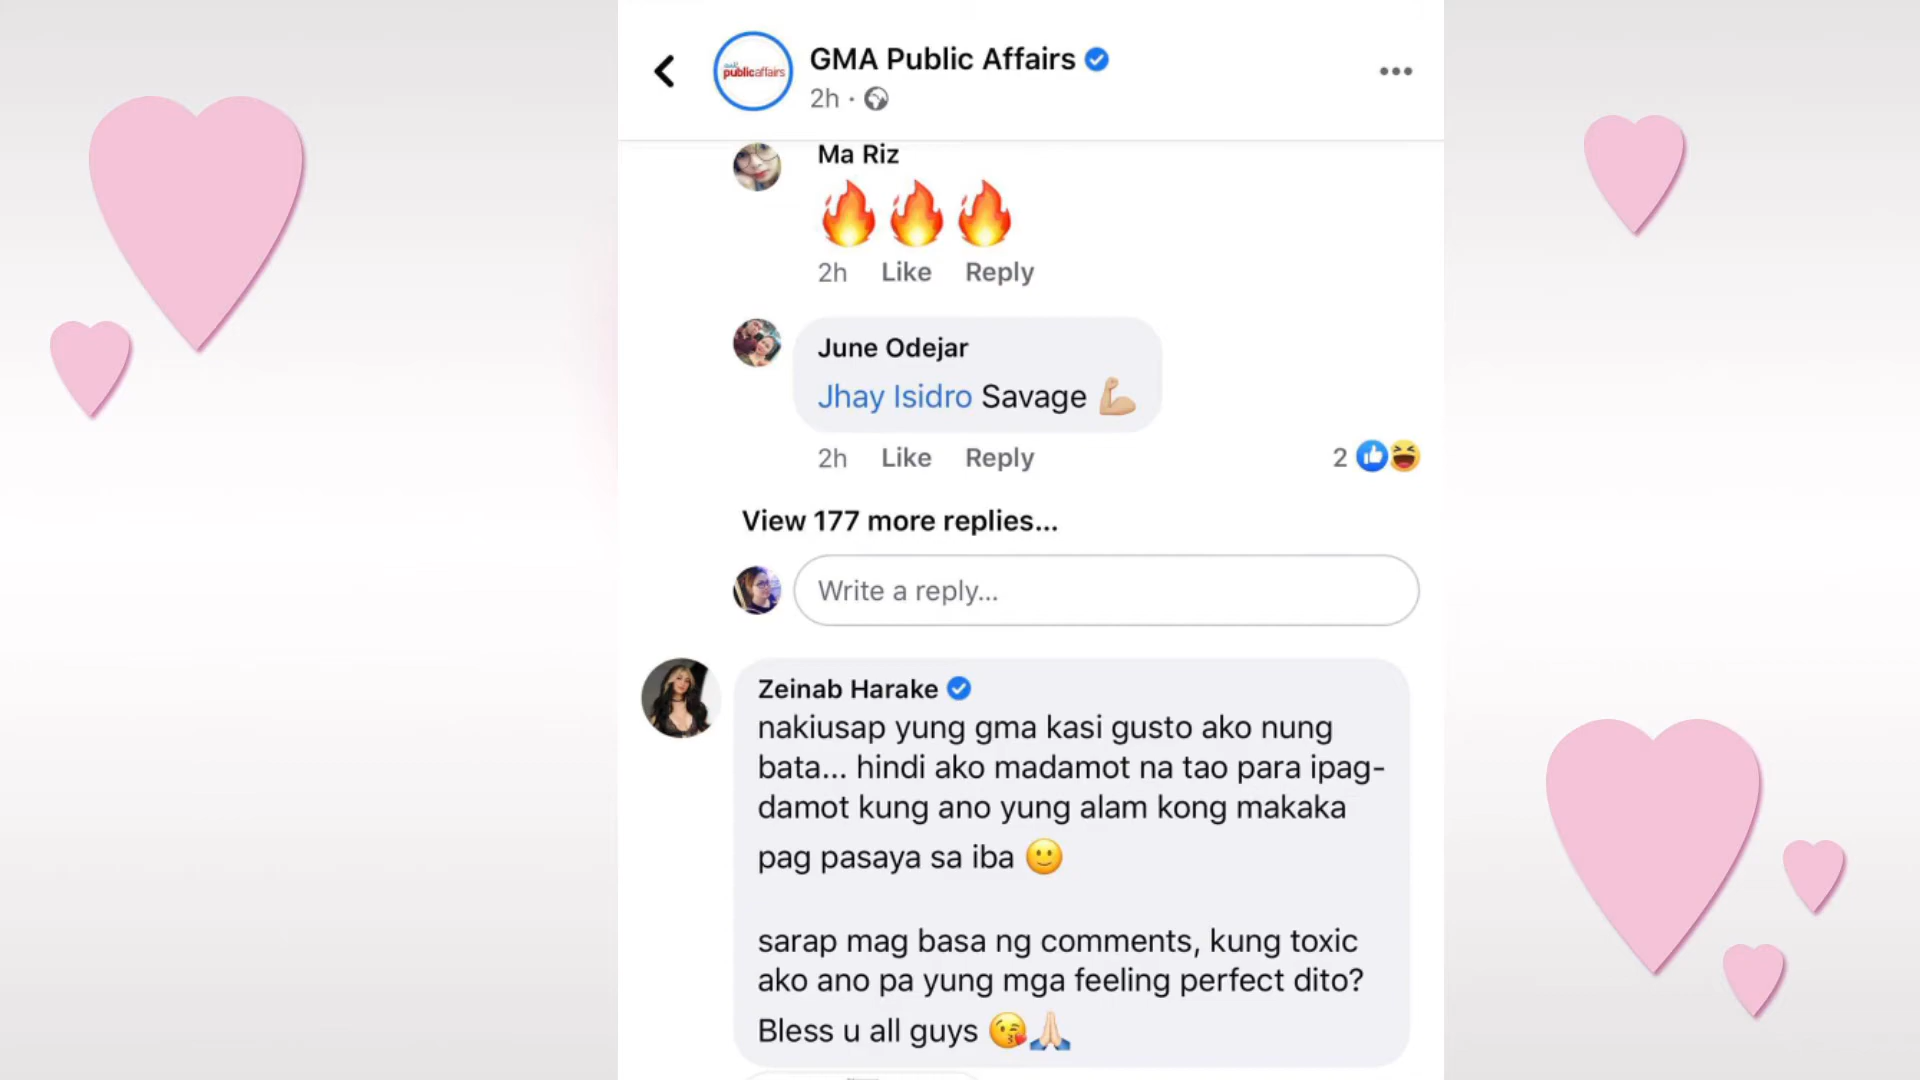 GMA Public Affairs
publicaffairs
2h ·
Ma Riz
🔥🔥🔥
2h Like Reply
June Odejar
Jhay Isidro Savage 💪🏼
2h Like Reply 2
View 177 more replies...
Write a reply...
Zeinab Harake
nakiusap yung gma kasi gusto ako nung
bata... hindi ako madamot na tao para ipag-
damot kung ano yung alam kong makaka
pag pasaya sa iba 🙂
sarap mag basa ng comments, kung toxic
ako ano pa yung mga feeling perfect dito?
Bless u all guys 😘🙏🏻